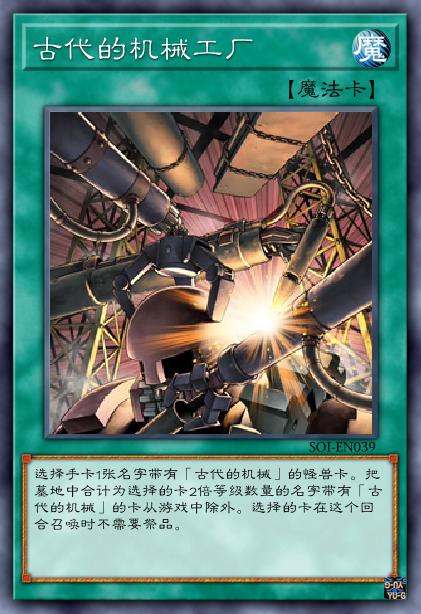 古代的机械工厂
魔
【魔法卡】
SOI-EN039
选择手卡1张名字带有「古代的机械」的怪兽卡。把
墓地中合计为选择的卡2倍等级数量的名字带有「古
代的机械」的卡从游戏中除外。选择的卡在这个回
合召唤时不需要祭品。